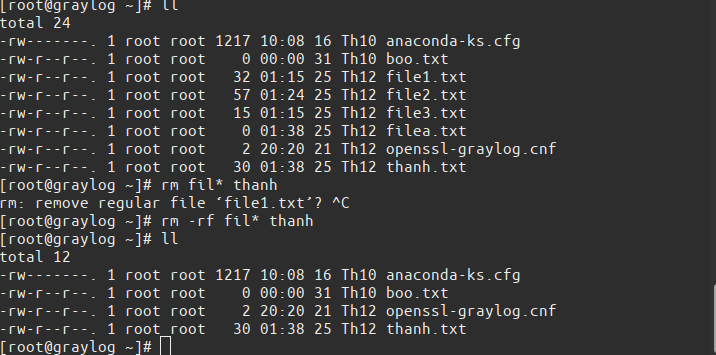 [root@graylog ~]# ll
total 24
-rw-------. 1 root root 1217 10:08 16 Th10 anaconda-ks.cfg
-rw-r--r--. 1 root root    0 00:00 31 Th10 boo.txt
-rw-r--r--. 1 root root   32 01:15 25 Th12 file1.txt
-rw-r--r--. 1 root root   57 01:24 25 Th12 file2.txt
-rw-r--r--. 1 root root   15 01:15 25 Th12 file3.txt
-rw-r--r--. 1 root root    0 01:38 25 Th12 filea.txt
-rw-r--r--. 1 root root    2 20:20 21 Th12 openssl-graylog.cnf
-rw-r--r--. 1 root root   30 01:38 25 Th12 thanh.txt
[root@graylog ~]# rm fil* thanh
rm: remove regular file ‘file1.txt’? ^C
[root@graylog ~]# rm -rf fil* thanh
[root@graylog ~]# ll
total 12
-rw-------. 1 root root 1217 10:08 16 Th10 anaconda-ks.cfg
-rw-r--r--. 1 root root    0 00:00 31 Th10 boo.txt
-rw-r--r--. 1 root root    2 20:20 21 Th12 openssl-graylog.cnf
-rw-r--r--. 1 root root   30 01:38 25 Th12 thanh.txt
[root@graylog ~]#